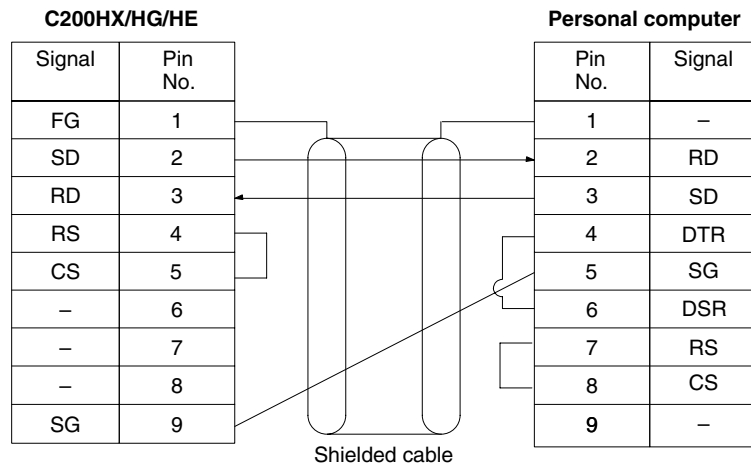 C200HX/HG/HE Personal computer
Signal Pin No. Pin No. Signal
FG 1 1 –
SD 2 2 RD
RD 3 3 SD
RS 4 4 DTR
CS 5 5 SG
– 6 6 DSR
– 7 7 RS
– 8 8 CS
SG 9 9 –
Shielded cable